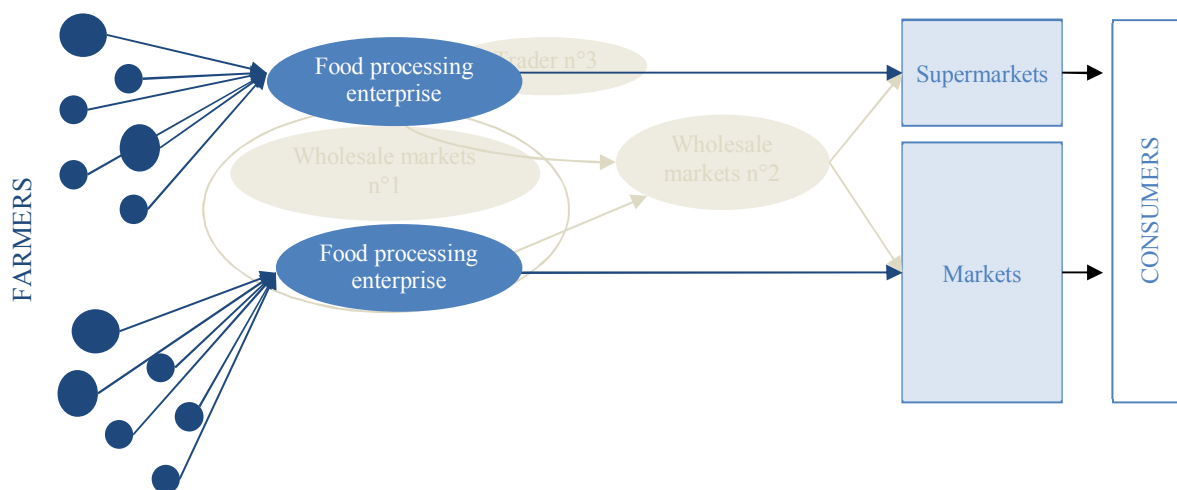 FARMERS
Food processing
enterprise
Trader n°3
Wholesale markets
n°1
Wholesale
markets n°2
Food processing
enterprise
Supermarkets
Markets
CONSUMERS